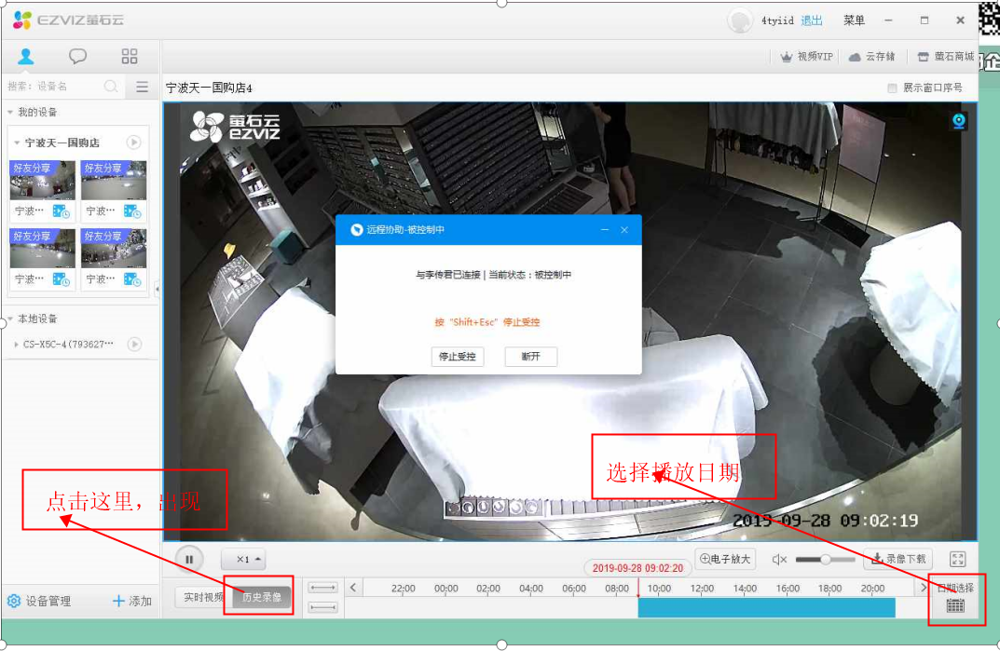 EZVIZ萤石云
4tyiid 退出 菜单
视频VIP 云存储 萤石商城
搜索：设备名
宁波天一国购店4
展示窗口序号
我的设备
宁波天一国购店
好友分享 好友分享
宁波… 宁波…
好友分享 好友分享
宁波… 宁波…
本地设备
CS-X5C-4(793627…
萤石云
ezviz
远程协助-被控制中
与李传君已连接 | 当前状态：被控制中
按 “Shift+Esc” 停止受控
停止受控 断开
选择播放日期
点击这里，出现
2019-09-28 09:02:19
×1
2019-09-28 09:02:20
电子放大
录像下载
实时视频 历史录像
22:00 00:00 02:00 04:00 06:00 08:00 10:00 12:00 14:00 16:00 18:00 20:00
日期选择
设备管理 添加